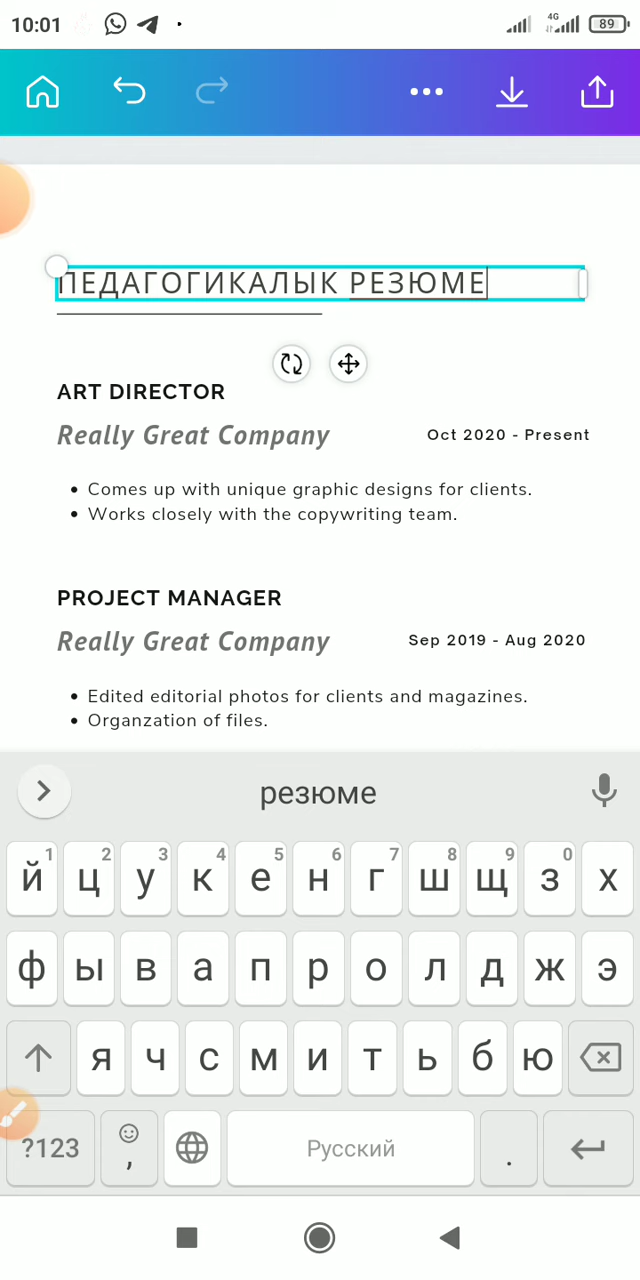 10:01
4G
89
ПЕДАГОГИКАЛЫК РЕЗЮМЕ
ART DIRECTOR
Really Great Company
Oct 2020 - Present
• Comes up with unique graphic designs for clients.
• Works closely with the copywriting team.
PROJECT MANAGER
Really Great Company
Sep 2019 - Aug 2020
• Edited editorial photos for clients and magazines.
• Organzation of files.
резюме
1 2 3 4 5 6 7 8 9 0
й ц у к е н г ш щ з х
ф ы в а п р о л д ж э
я ч с м и т ь б ю
?123 , Русский .